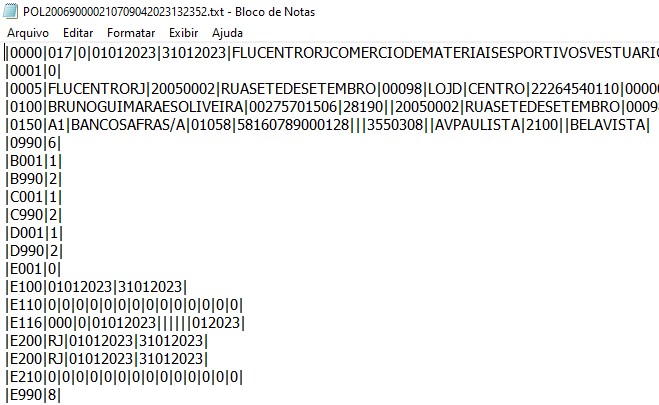 POL20069000021070904202​3132352.txt - Bloco de Notas
Arquivo Editar Formatar Exibir Ajuda
|0000|017|0|01012023|31012023|FLUCENTRORJCOMERCIODEMATERIAISESPORTIVOSVESTUARI
|0001|0|
|0005|FLUCENTRORJ|20050002|RUASETEDESETEMBRO|00098|LOJD|CENTRO|22264540110|0000
|0100|BRUNOGUIMARAESOLIVEIRA|00275701506|28190||20050002|RUASETEDESETEMBRO|0009
|0150|A1|BANCOSAFRAS/A|01058|58160789000128|||3550308||AVPAULISTA|2100||BELAVISTA|
|0990|6|
|B001|1|
|B990|2|
|C001|1|
|C990|2|
|D001|1|
|D990|2|
|E001|0|
|E100|01012023|31012023|
|E110|0|0|0|0|0|0|0|0|0|0|0|0|0|0|
|E116|000|0|01012023||||||012023|
|E200|RJ|01012023|31012023|
|E200|RJ|01012023|31012023|
|E210|0|0|0|0|0|0|0|0|0|0|0|0|0|0|
|E990|8|